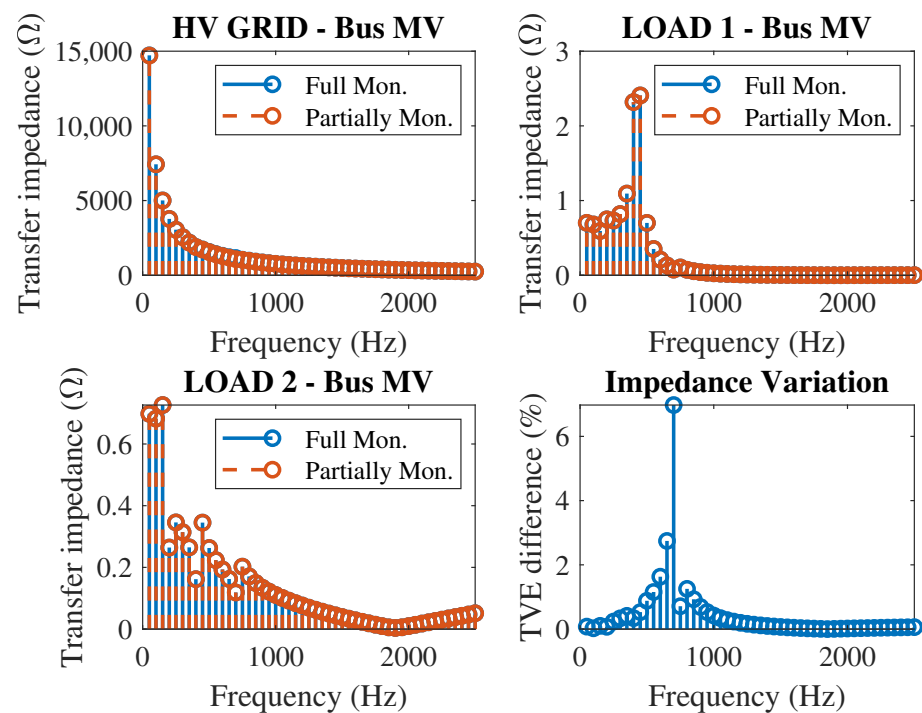 HV GRID - Bus MV
Transfer impedance (Ω)
15,000
10,000
5000
0
Full Mon.
Partially Mon.
0
1000
2000
Frequency (Hz)
LOAD 1 - Bus MV
Transfer impedance (Ω)
3
2
1
0
Full Mon.
Partially Mon.
0
1000
2000
Frequency (Hz)
LOAD 2 - Bus MV
Transfer impedance (Ω)
0.6
0.4
0.2
0
Full Mon.
Partially Mon.
0
1000
2000
Frequency (Hz)
Impedance Variation
TVE difference (%)
6
4
2
0
0
1000
2000
Frequency (Hz)